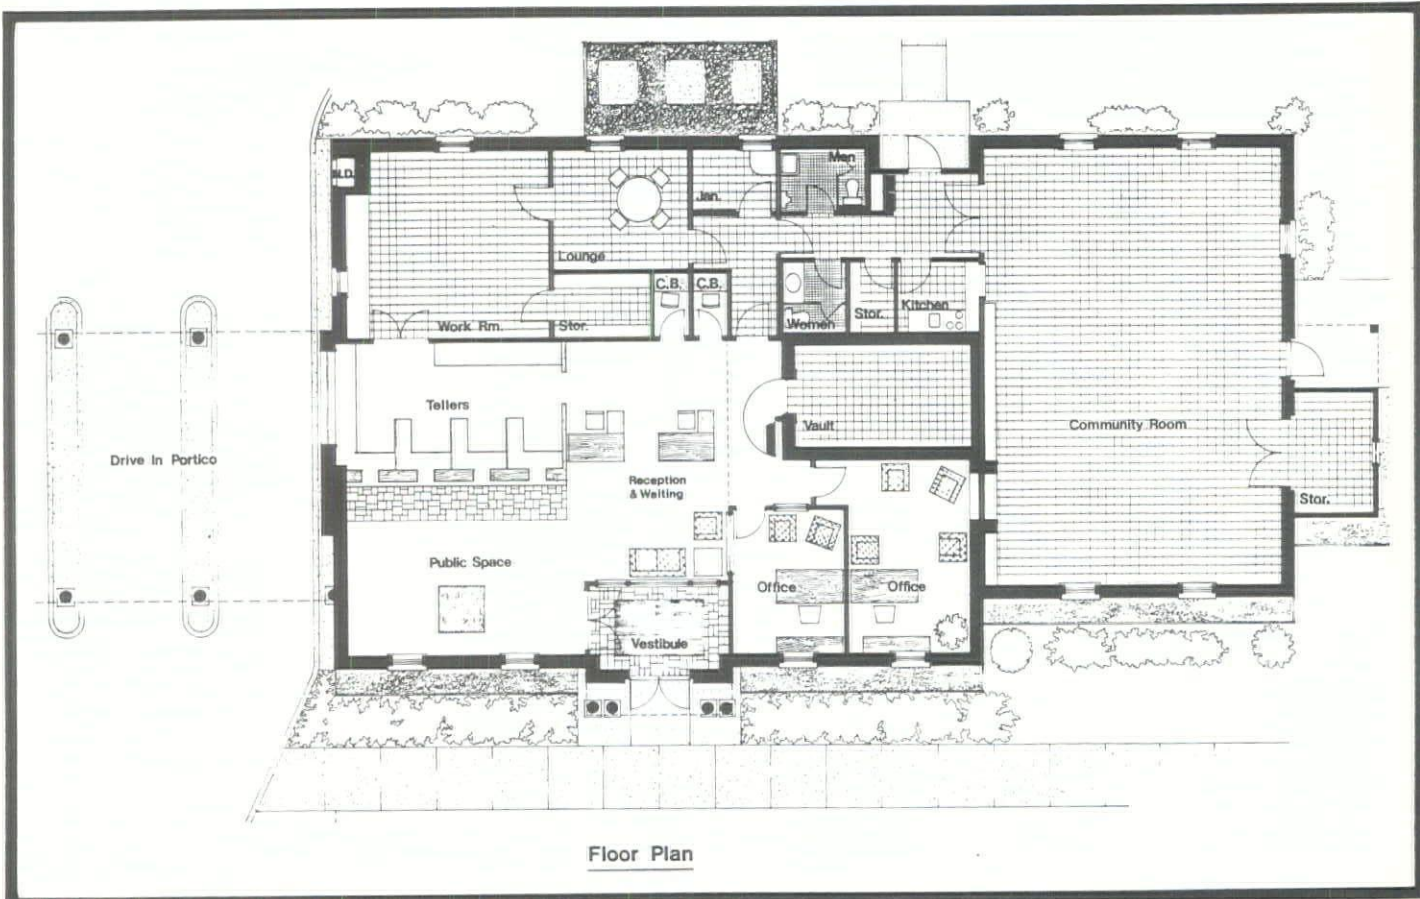 N.D.
Men
Jan.
Lounge
C.B.
C.B.
Kitchen
Work Rm.
Stor.
Women
Stor.
Tellers
Vault
Community Room
Drive In Portico
Reception
& Waiting
Stor.
Public Space
Office
Office
Vestibule
Floor Plan